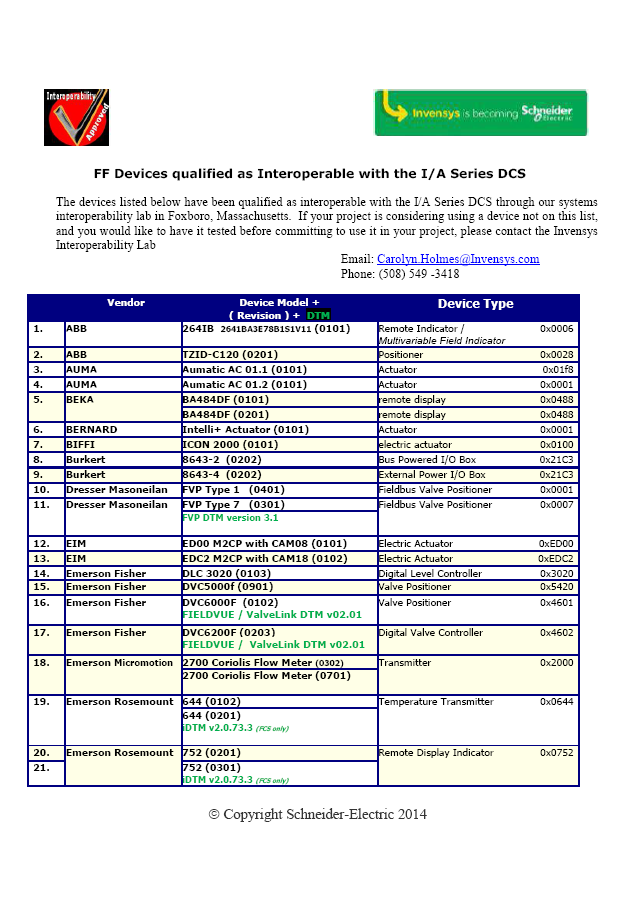 Interoperability
Approved
Invensys is becoming Schneider Electric
FF Devices qualified as Interoperable with the I/A Series DCS
The devices listed below have been qualified as interoperable with the I/A Series DCS through our systems
interoperability lab in Foxboro, Massachusetts. If your project is considering using a device not on this list,
and you would like to have it tested before committing to use it in your project, please contact the Invensys
Interoperability Lab
Email: Carolyn.Holmes@Invensys.com
Phone: (508) 549 -3418
Vendor Device Model + ( Revision ) + DTM Device Type
1. ABB 264IB 2641BA3E78B1S1V11 (0101) Remote Indicator / 0x0006
Multivariable Field Indicator
2. ABB TZID-C120 (0201) Positioner 0x0028
3. AUMA Aumatic AC 01.1 (0101) Actuator 0x01f8
4. AUMA Aumatic AC 01.2 (0101) Actuator 0x0001
5. BEKA BA484DF (0101) remote display 0x0488
BA484DF (0201) remote display 0x0488
6. BERNARD Intelli+ Actuator (0101) Actuator 0x0001
7. BIFFI ICON 2000 (0101) electric actuator 0x0100
8. Burkert 8643-2 (0202) Bus Powered I/O Box 0x21C3
9. Burkert 8643-4 (0202) External Power I/O Box 0x21C3
10. Dresser Masoneilan FVP Type 1 (0401) Fieldbus Valve Positioner 0x0001
11. Dresser Masoneilan FVP Type 7 (0301) Fieldbus Valve Positioner 0x0007
FVP DTM version 3.1
12. EIM ED00 M2CP with CAM08 (0101) Electric Actuator 0xED00
13. EIM EDC2 M2CP with CAM18 (0102) Electric Actuator 0xEDC2
14. Emerson Fisher DLC 3020 (0103) Digital Level Controller 0x3020
15. Emerson Fisher DVC5000f (0901) Valve Positioner 0x5420
16. Emerson Fisher DVC6000F (0102) Valve Positioner 0x4601
FIELDVUE / ValveLink DTM v02.01
17. Emerson Fisher DVC6200F (0203) Digital Valve Controller 0x4602
FIELDVUE / ValveLink DTM v02.01
18. Emerson Micromotion 2700 Coriolis Flow Meter (0302) Transmitter 0x2000
2700 Coriolis Flow Meter (0701)
19. Emerson Rosemount 644 (0102) Temperature Transmitter 0x0644
644 (0201)
iDTM v2.0.73.3 (FCS only)
20. Emerson Rosemount 752 (0201) Remote Display Indicator 0x0752
21. 752 (0301)
iDTM v2.0.73.3 (FCS only)
® Copyright Schneider-Electric 2014